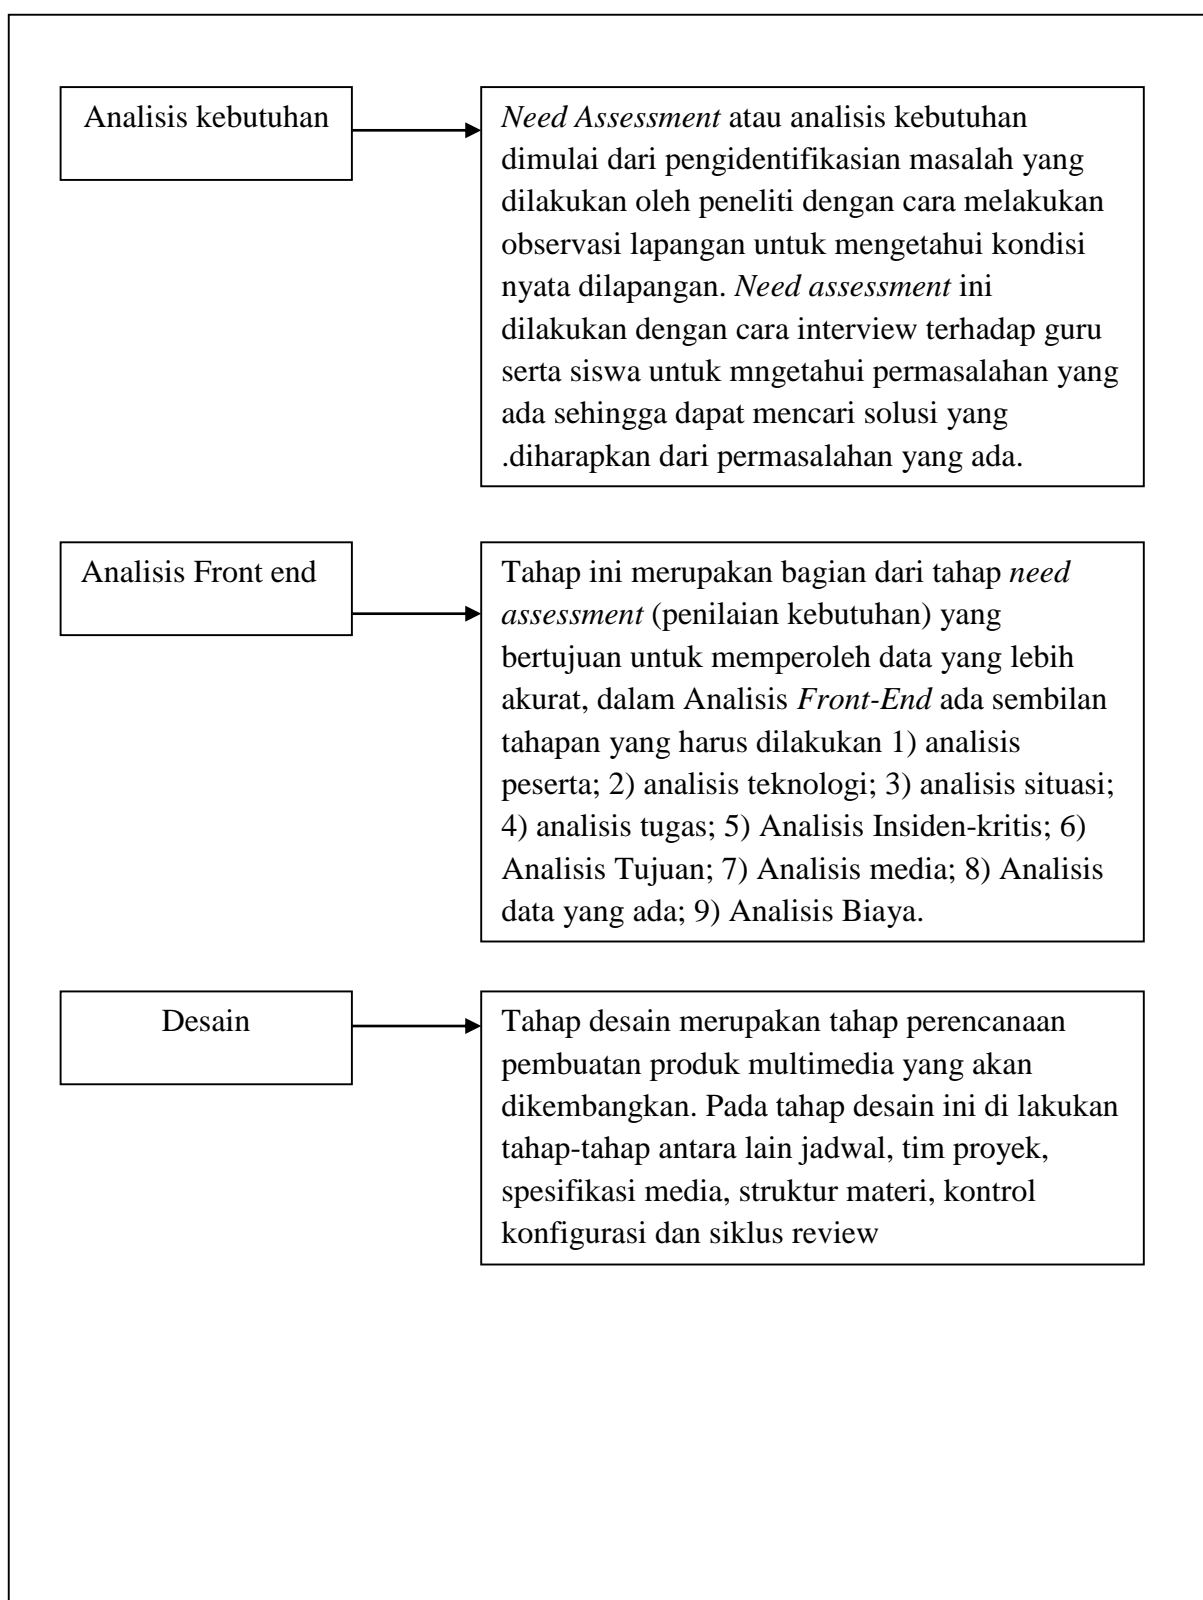 Analisis kebutuhan
Need Assessment atau analisis kebutuhan
dimulai dari pengidentifikasian masalah yang
dilakukan oleh peneliti dengan cara melakukan
observasi lapangan untuk mengetahui kondisi
nyata dilapangan. Need assessment ini
dilakukan dengan cara interview terhadap guru
serta siswa untuk mngetahui permasalahan yang
ada sehingga dapat mencari solusi yang
.diharapkan dari permasalahan yang ada.
Analisis Front end
Tahap ini merupakan bagian dari tahap need
assessment (penilaian kebutuhan) yang
bertujuan untuk memperoleh data yang lebih
akurat, dalam Analisis Front-End ada sembilan
tahapan yang harus dilakukan 1) analisis
peserta; 2) analisis teknologi; 3) analisis situasi;
4) analisis tugas; 5) Analisis Insiden-kritis; 6)
Analisis Tujuan; 7) Analisis media; 8) Analisis
data yang ada; 9) Analisis Biaya.
Desain
Tahap desain merupakan tahap perencanaan
pembuatan produk multimedia yang akan
dikembangkan. Pada tahap desain ini di lakukan
tahap-tahap antara lain jadwal, tim proyek,
spesifikasi media, struktur materi, kontrol
konfigurasi dan siklus review